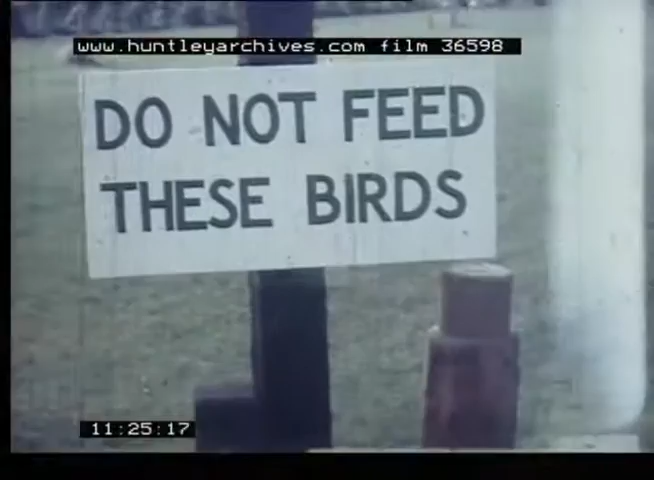 www.huntleyarchives.com film 36598
DO NOT FEED
THESE BIRDS
11:25:17